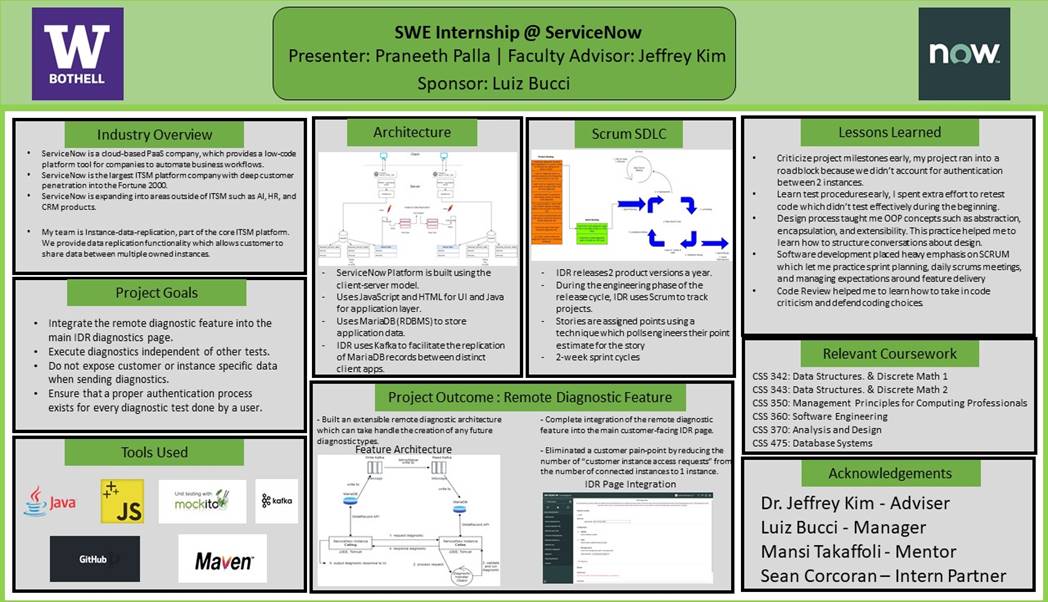 W
BOTHELL
SWE Internship @ ServiceNow
Presenter: Praneeth Palla | Faculty Advisor: Jeffrey Kim
Sponsor: Luiz Bucci
now
Industry Overview
• ServiceNow is a cloud-based PaaS company, which provides a low-code
platform tool for companies to automate business workflows.
• ServiceNow is the largest ITSM platform company with deep customer
penetration into the Fortune 2000.
• ServiceNow is expanding into areas outside of ITSM such as AI, HR, and
CRM products.
• My team is Instance-data-replication, part of the core ITSM platform.
We provide data replication functionality which allows customer to
share data between multiple owned instances.
Project Goals
• Integrate the remote diagnostic feature into the
main IDR diagnostics page.
• Execute diagnostics independent of other tests.
• Do not expose customer or instance specific data
when sending diagnostics.
• Ensure that a proper authentication process
exists for every diagnostic test done by a user.
Tools Used
Java
JS
Unit testing with
mockito
kafka
GitHub
Maven™
Architecture
Client
Server
- ServiceNow Platform is built using the
client-server model.
- Uses JavaScript and HTML for UI and Java
for application layer.
- Uses MariaDB (RDBMS) to store
application data.
- IDR uses Kafka to facilitate the replication
of MariaDB records between distinct
client apps.
Scrum SDLC
- IDR releases 2 product versions a year.
- During the engineering phase of the
release cycle, IDR uses Scrum to track
projects.
- Stories are assigned points using a
technique which polls engineers their point
estimate for the story
- 2-week sprint cycles
Project Outcome : Remote Diagnostic Feature
- Built an extensible remote diagnostic architecture
which can take handle the creation of any future
diagnostic types.
Feature Architecture
write to
MariaDB
GlideRecord API
1: request diagnostic
2: process request
- Complete integration of the remote diagnostic
feature into the main customer-facing IDR page.
- Eliminated a customer pain-point by reducing the
number of "customer instance access requests" from
the number of connected instances to 1 instance.
IDR Page Integration
Lessons Learned
• Criticize project milestones early, my project ran into a
roadblock because we didn't account for authentication
between 2 instances.
• Learn test procedures early, I spent extra effort to retest
code which didn't test effectively during the beginning.
• Design process taught me OOP concepts such as abstraction,
encapsulation, and extensibility. This practice helped me to
learn how to structure conversations about design.
• Software development placed heavy emphasis on SCRUM
which let me practice sprint planning, daily scrums meetings,
and managing expectations around feature delivery
• Code Review helped me to learn how to take in code
criticism and defend coding choices.
Relevant Coursework
CSS 342: Data Structures. & Discrete Math 1
CSS 343: Data Structures. & Discrete Math 2
CSS 350: Management Principles for Computing Professionals
CSS 360: Software Engineering
CSS 370: Analysis and Design
CSS 475: Database Systems
Acknowledgements
Dr. Jeffrey Kim - Adviser
Luiz Bucci - Manager
Mansi Takaffoli - Mentor
Sean Corcoran – Intern Partner